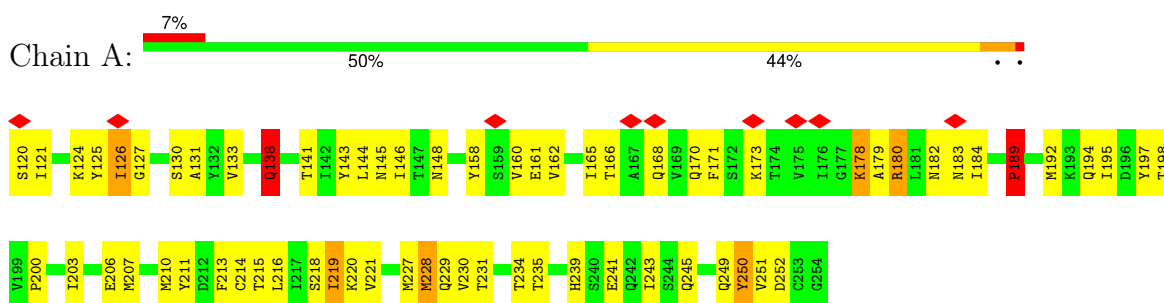 7%
Chain A:
50% 44% • •
S120 I121 K124 Y125 I126 G127 S130 A131 Y132 V133 Q138 T141 I142 Y143 L144 N145 I146 T147 N148 Y158 S159 V160 E161 V162 I165 T166 A167 Q168 V169 Q170 F171 S172 K173 T174 V175 I176 G177 K178 A179 R180 L181 N182 N183 I184 P189 M192 K193 Q194 I195 D196 Y197 T198
V199 P200 I203 E206 M207 M210 Y211 D212 F213 C214 T215 L216 I217 S218 I219 K220 V221 M227 M228 Q229 V230 T231 T234 T235 H239 S240 E241 Q242 I243 S244 Q245 Q249 Y250 V251 D252 C253 G254